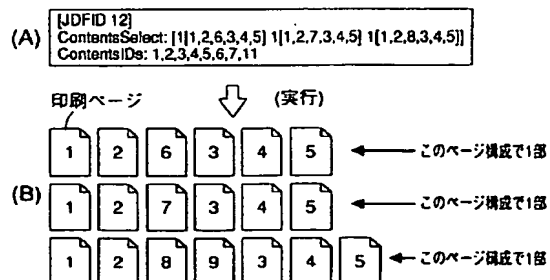 (A)
[JDFID 12]
ContentsSelect: [1[1,2,6,3,4,5] 1[1,2,7,3,4,5] 1[1,2,8,3,4,5]]
ContentsIDs: 1,2,3,4,5,6,7,11
印刷ページ
(実行)
(B)
1 2 6 3 4 5 このページ構成で1部
1 2 7 3 4 5 このページ構成で1部
1 2 8 9 3 4 5 このページ構成で1部